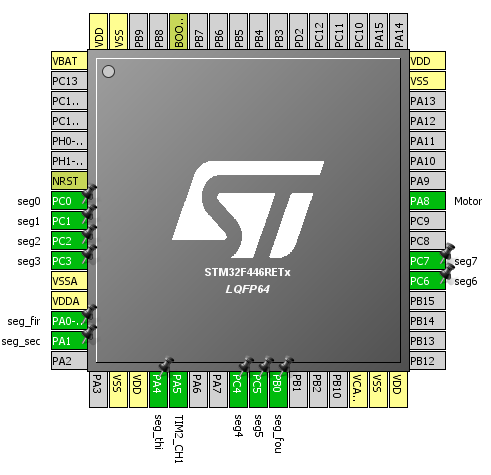 VDD
VSS
PB9
PB8
BOO..
PB7
PB6
PB5
PB4
PB3
PD2
PC12
PC11
PC10
PA15
PA14
VBAT
PC13
PC1..
PC1..
PH0-..
PH1-..
NRST
seg0 PC0
seg1 PC1
seg2 PC2
seg3 PC3
VSSA
VDDA
seg_fir PA0-..
seg_sec PA1
PA2
STM32F446RETx
LQFP64
VDD
VSS
PA13
PA12
PA11
PA10
PA9
PA8 Motor
PC9
PC8
PC7 seg7
PC6 seg6
PB15
PB14
PB13
PB12
PA3
VSS
VDD
PA4
PA5
PA6
PA7
PC4
PC5
PB0
PB1
PB2
PB10
VCA..
VSS
VDD
seg_thi
TIM2_CH1
seg4
seg5
seg_fou